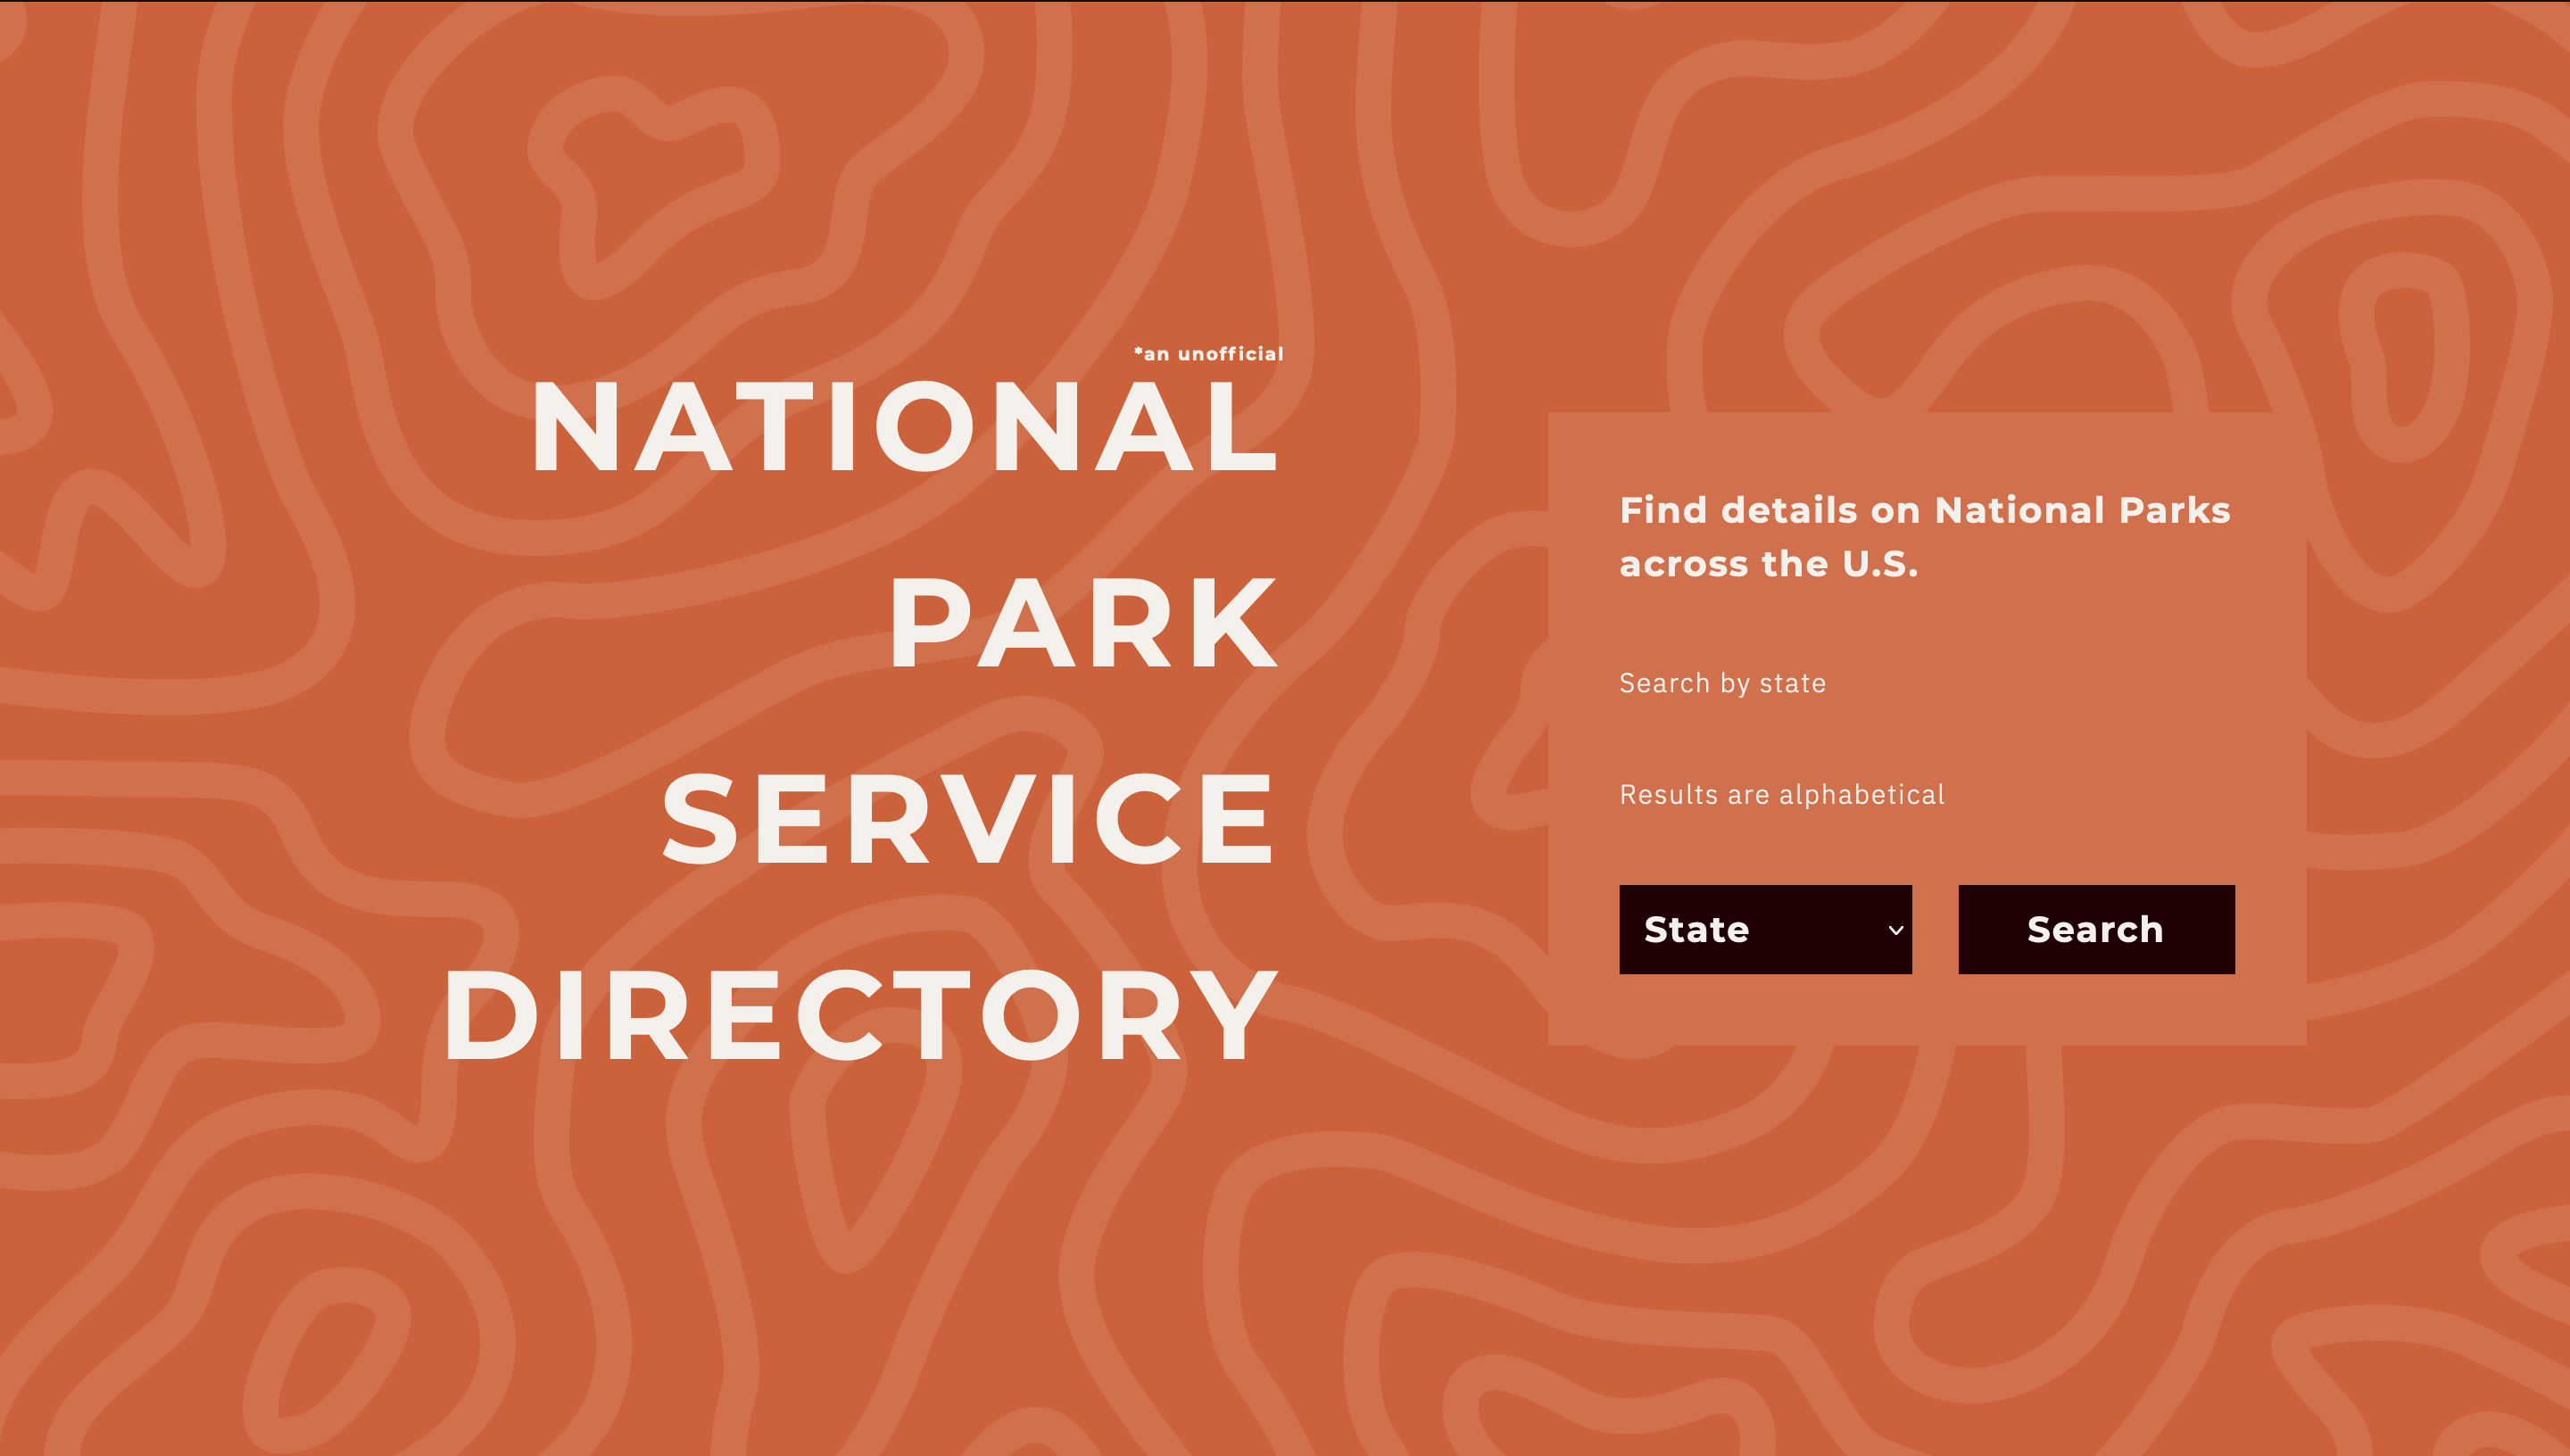 *an unofficial
NATIONAL
PARK
SERVICE
DIRECTORY
Find details on National Parks
across the U.S.
Search by state
Results are alphabetical
State
Search